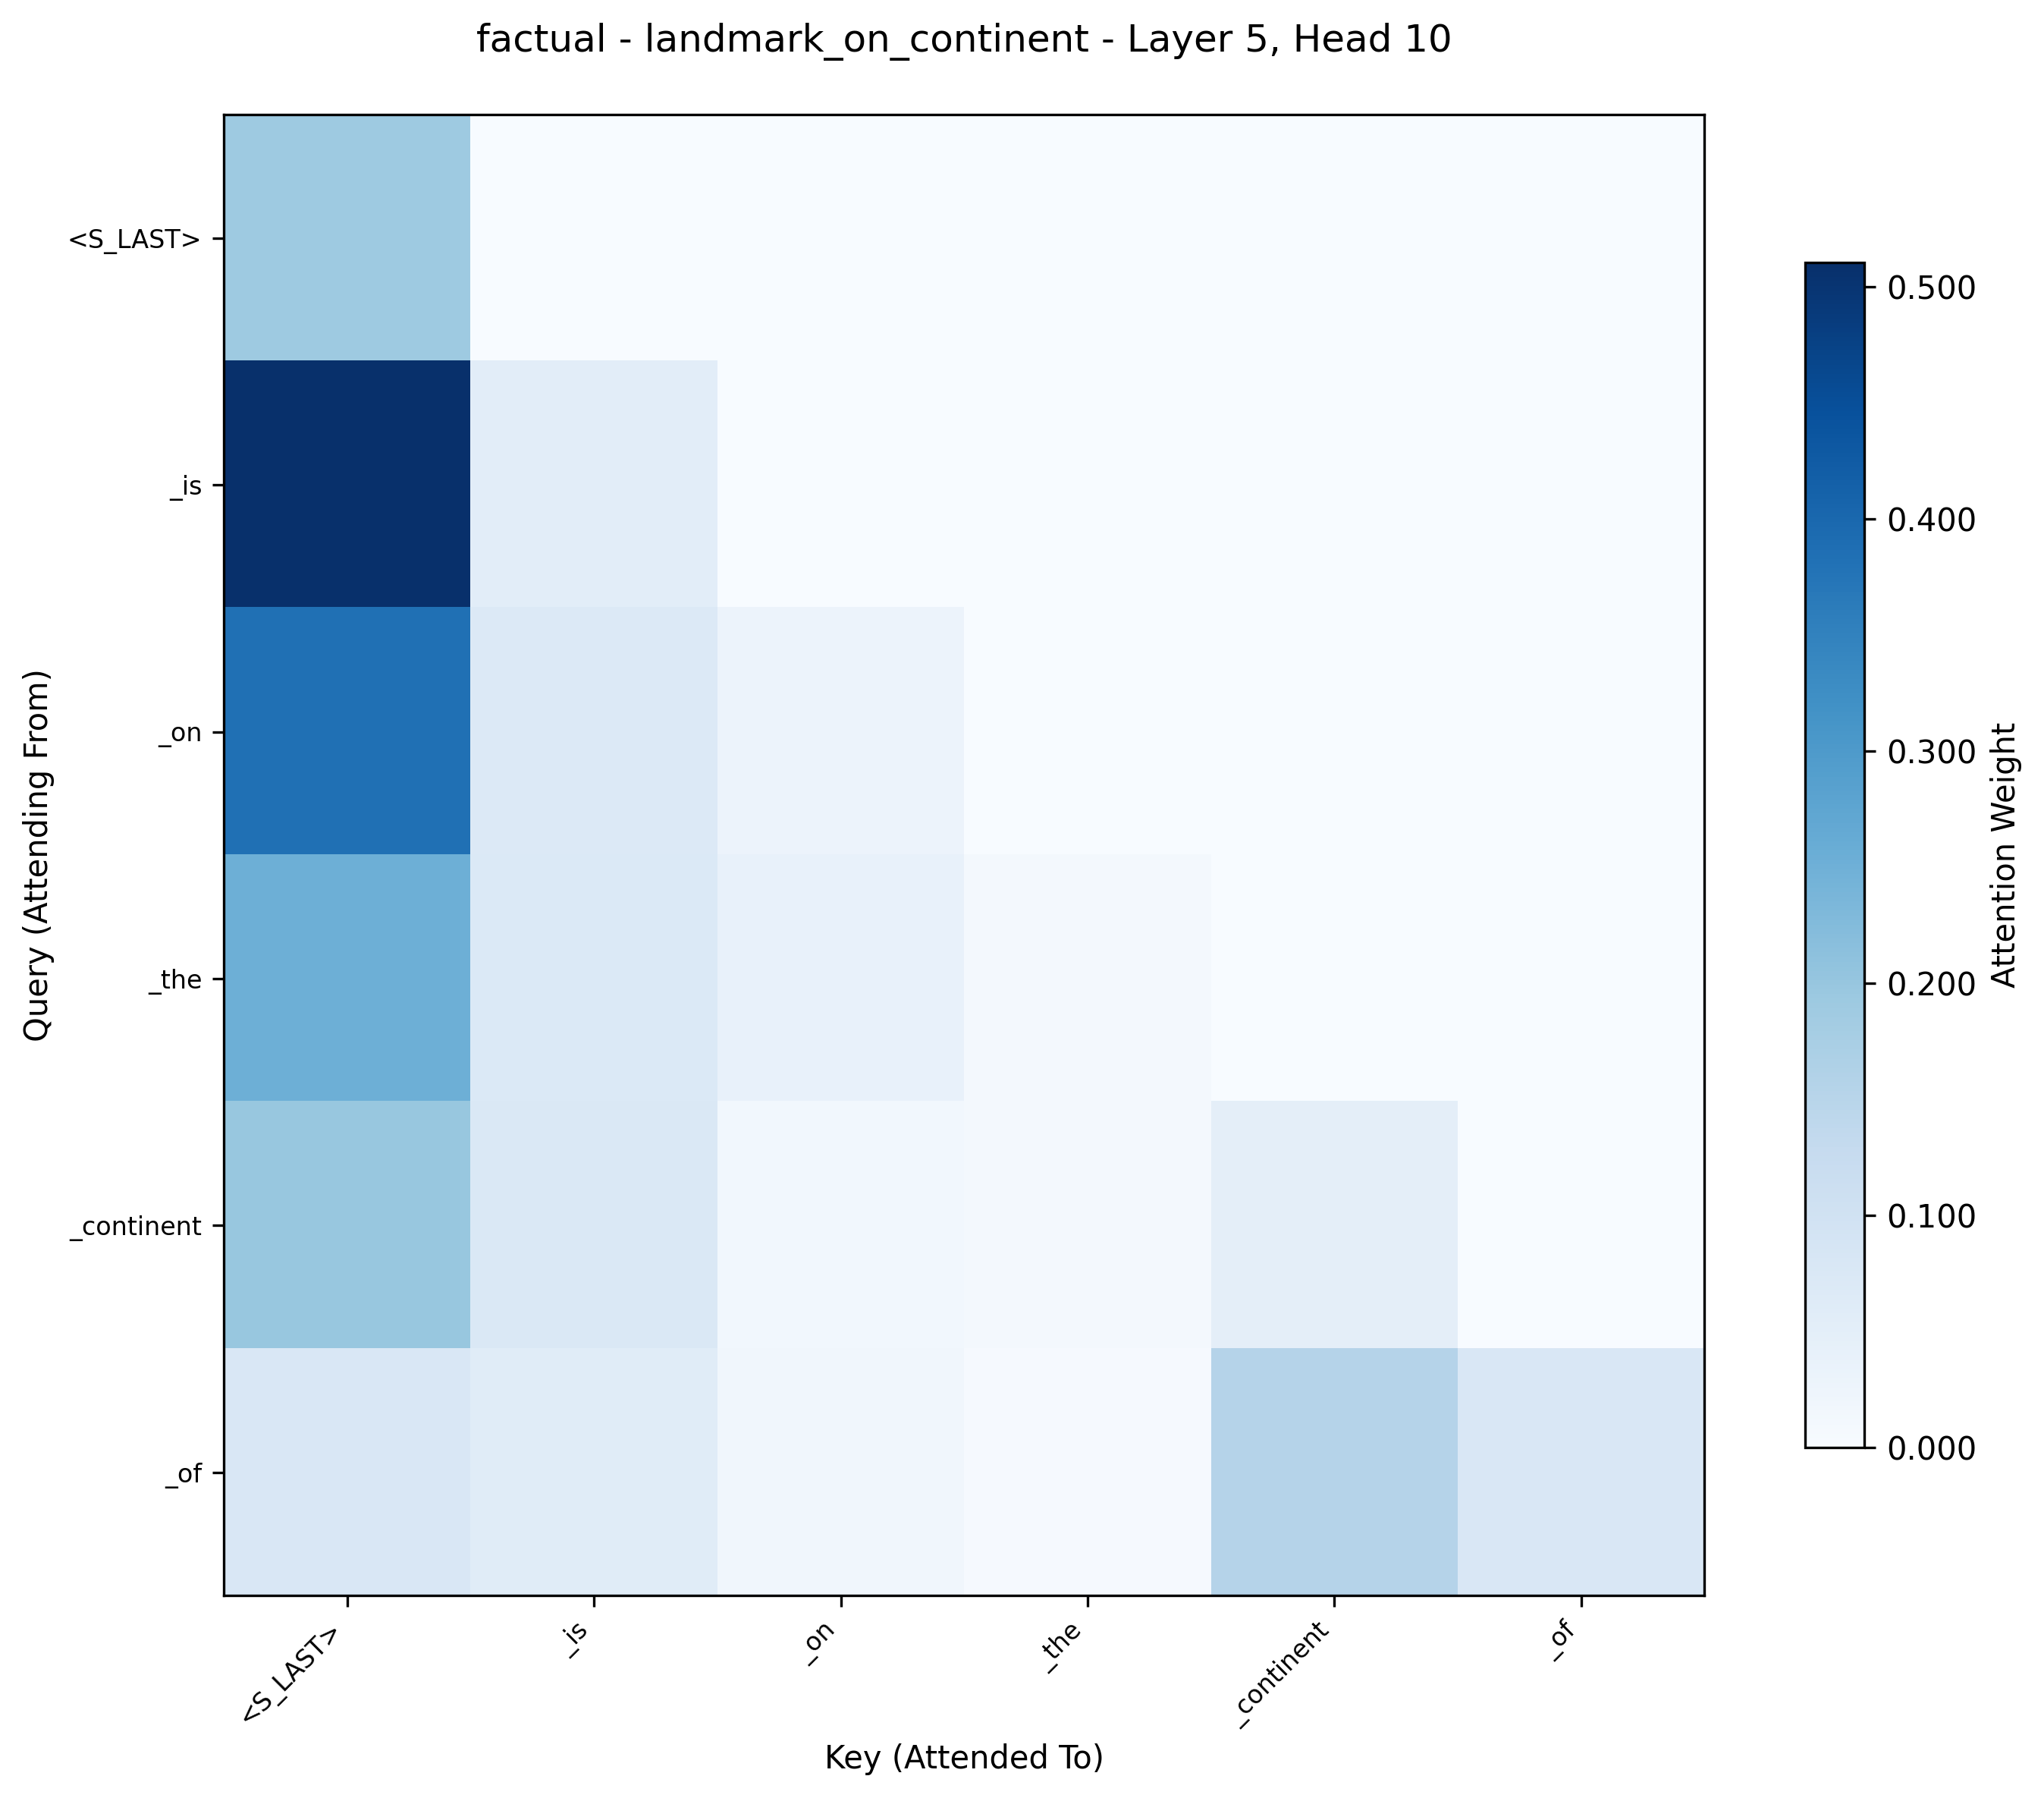 factual - landmark_on_continent - Layer 5, Head 10
Query (Attending From)
<S_LAST>
_is
_on
_the
_continent
_of
<S_LAST>
_is
_on
_the
_continent
_of
Key (Attended To)
0.500
0.400
0.300
0.200
0.100
0.000
Attention Weight